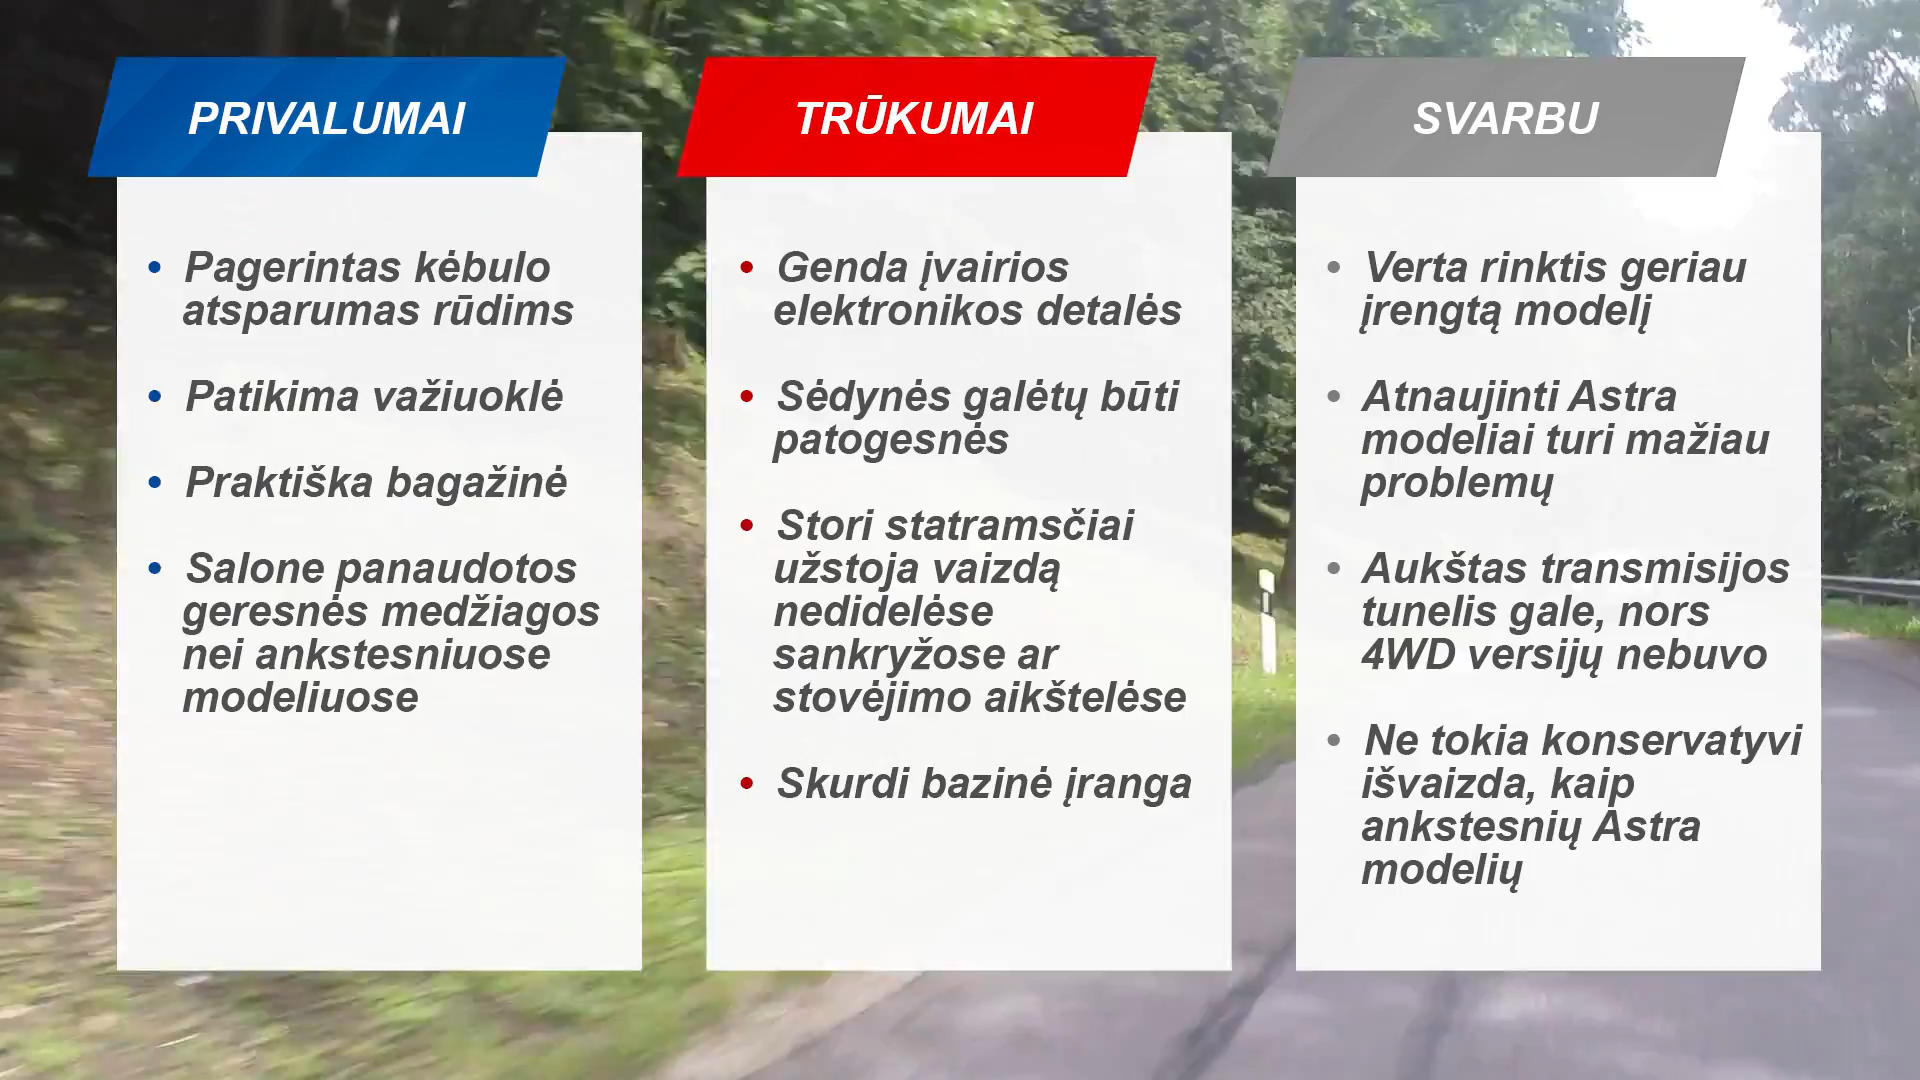 PRIVALUMAI
• Pagerintas kėbulo
atsparumas rūdims
• Patikima važiuoklė
• Praktiška bagažinė
• Salone panaudotos
geresnės medžiagos
nei ankstesniuose
modeliuose
TRŪKUMAI
• Genda įvairios
elektronikos detalės
• Sėdynės galėtų būti
patogesnės
• Stori statramsčiai
užstoja vaizdą
nedidelėse
sankryžose ar
stovėjimo aikštelėse
• Skurdi bazinė įranga
SVARBU
• Verta rinktis geriau
įrengtą modelį
• Atnaujinti Astra
modeliai turi mažiau
problemų
• Aukštas transmisijos
tunelis gale, nors
4WD versijų nebuvo
• Ne tokia konservatyvi
išvaizda, kaip
ankstesnių Astra
modelių